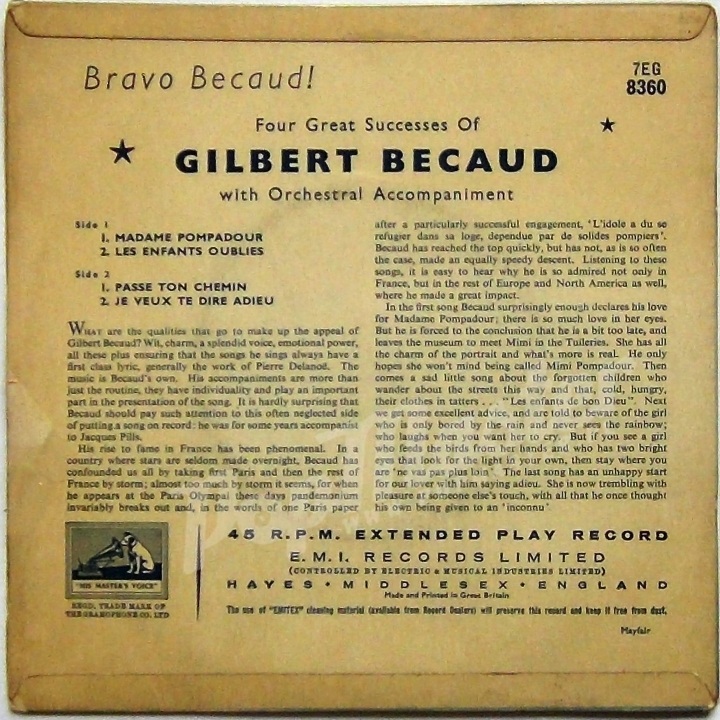 Bravo Becaud!
7EG
8360
Four Great Successes Of
GILBERT BECAUD
with Orchestral Accompaniment
Side 1
1. MADAME POMPADOUR
2. LES ENFANTS OUBLIES
Side 2
1. PASSE TON CHEMIN
2. JE VEUX TE DIRE ADIEU
WHAT are the qualities that go to make up the appeal of
Gilbert Becaud? Wit, charm, a splendid voice, emotional power,
all these plus ensuring that the songs he sings always have a
first class lyric, generally the work of Pierre Delanod. The
music is Becaud's own. His accompaniments are more than
just the routine, they have individuality and play an important
part in the presentation of the song. It is hardly surprising that
Becaud should pay such attention to this often neglected side
of putting a song on record: he was for some years accompanist
to Jacques Pills.
His rise to fame in France has been phenomenal. In a
country where stars are seldom made overnight, Becaud has
confounded us all by taking first Paris and then the rest of
France by storm; almost too much by storm it seems, for when
he appears at the Paris Olympai these days pandemonium
invariably breaks out and, in the words of one Paris paper
after a particularly successful engagement, 'L'idole a du se
refugier dans sa loge, dependue par de solides pompiers'.
Becaud has reached the top quickly, but has not, as is so often
the case, made an equally speedy descent. Listening to these
songs, it is easy to hear why he is so admired not only in
France, but in the rest of Europe and North America as well,
where he made a great impact.
In the first song Becaud surprisingly enough declares his love
for Madame Pompadour; there is so much love in her eyes.
But he is forced to the conclusion that he is a bit too late, and
leaves the museum to meet Mimi in the Tuileries. She has all
the charm of the portrait and what's more is real. He only
hopes she won't mind being called Mimi Pompadour. Then
comes a sad little song about the forgotten children who
wander about the streets this way and that, cold, hungry,
their clothes in tatters . . . "Les enfants de bon Dieu". Next
we get some excellent advice, and are told to beware of the girl
who is only bored by the rain and never sees the rainbow;
who laughs when you want her to cry. But if you see a girl
who feeds the birds from her hands and who has two bright
eyes that look for the light in your own, then stay where you
are 'ne vas pas plus loin'. The last song has an unhappy start
for our lover with him saying adieu. She is now trembling with
pleasure at someone else's touch, with all that he once thought
his own being given to an 'inconnu'
"HIS MASTER'S VOICE"
REGD. TRADE MARK OF
THE GRAMOPHONE CO. LTD
45 R.P.M. EXTENDED PLAY RECORD
E.M.I. RECORDS LIMITED
(CONTROLLED BY ELECTRIC & MUSICAL INDUSTRIES LIMITED)
HAYES • MIDDLESEX • ENGLAND
Made and Printed in Great Britain
The use of "EMITEX" cleaning material (available from Record Dealers) will preserve this record and keep it free from dust.
Mayfair